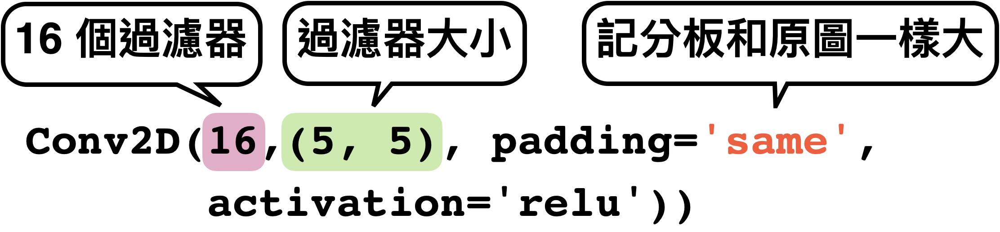 16 個過濾器
過濾器大小
記分板和原圖一樣大
Conv2D(16,(5, 5), padding='same',
activation='relu'))